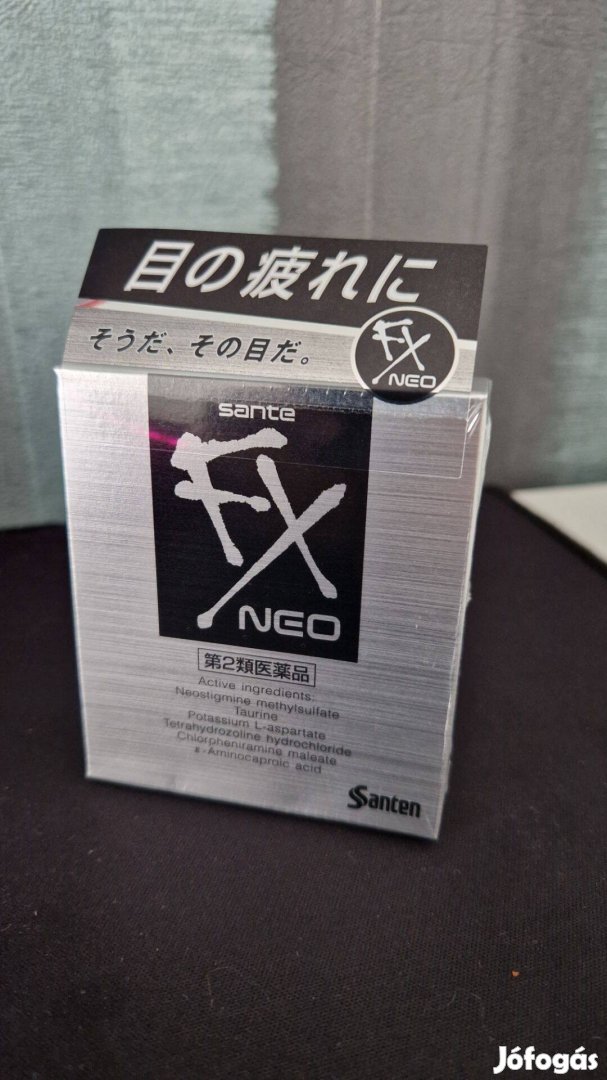 目の疲れに
そうだ、その目だ。
FX
NEO
sante
FX
NEO
第2類医薬品
Active ingredients:
Neostigmine methylsulfate
Taurine
Potassium L-aspartate
Tetrahydrozoline hydrochloride
Chlorpheniramine maleate
ε-Aminocaproic acid
Santen
Jófogás